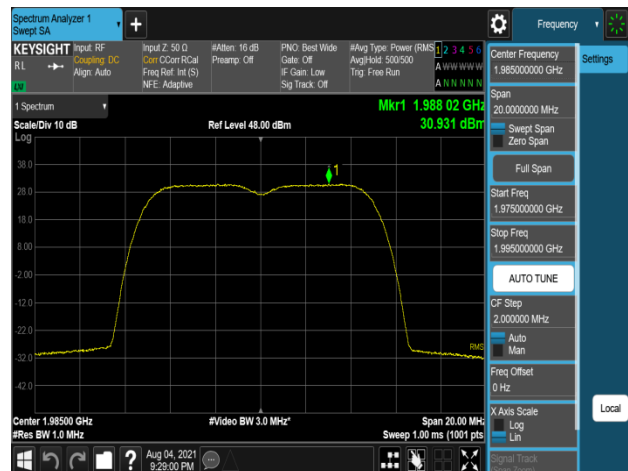 Spectrum Analyzer 1
Swept SA
Frequency
KEYSIGHT
RL
Align: Auto
Input: RF
Coupling: DC
LXI
Input Z: 50 Ω
Corr CCorr RCal
Freq Ref: Int (S)
NFE: Adaptive
#Atten: 16 dB
Preamp: Off
PNO: Best Wide
Gate: Off
IF Gain: Low
Sig Track: Off
#Avg Type: Power (RMS
Avg|Hold: 500/500
Trig: Free Run
1 2 3 4 5 6
A W W W W W
A N N N N N
1 Spectrum
Scale/Div 10 dB
Log
Ref Level 48.00 dBm
Mkr1 1.988 02 GHz
30.931 dBm
1
38.0
28.0
18.0
8.00
-2.00
-12.0
-22.0
-32.0
-42.0
RMS
Center 1.98500 GHz
#Res BW 1.0 MHz
#Video BW 3.0 MHz*
Span 20.00 MHz
Sweep 1.00 ms (1001 pts)
?
Aug 04, 2021
9:29:00 PM
Center Frequency
1.985000000 GHz
Span
20.0000000 MHz
Swept Span
Zero Span
Full Span
Start Freq
1.975000000 GHz
Stop Freq
1.995000000 GHz
AUTO TUNE
CF Step
2.000000 MHz
Auto
Man
Freq Offset
0 Hz
X Axis Scale
Log
Lin
Signal Track
Settings
Local